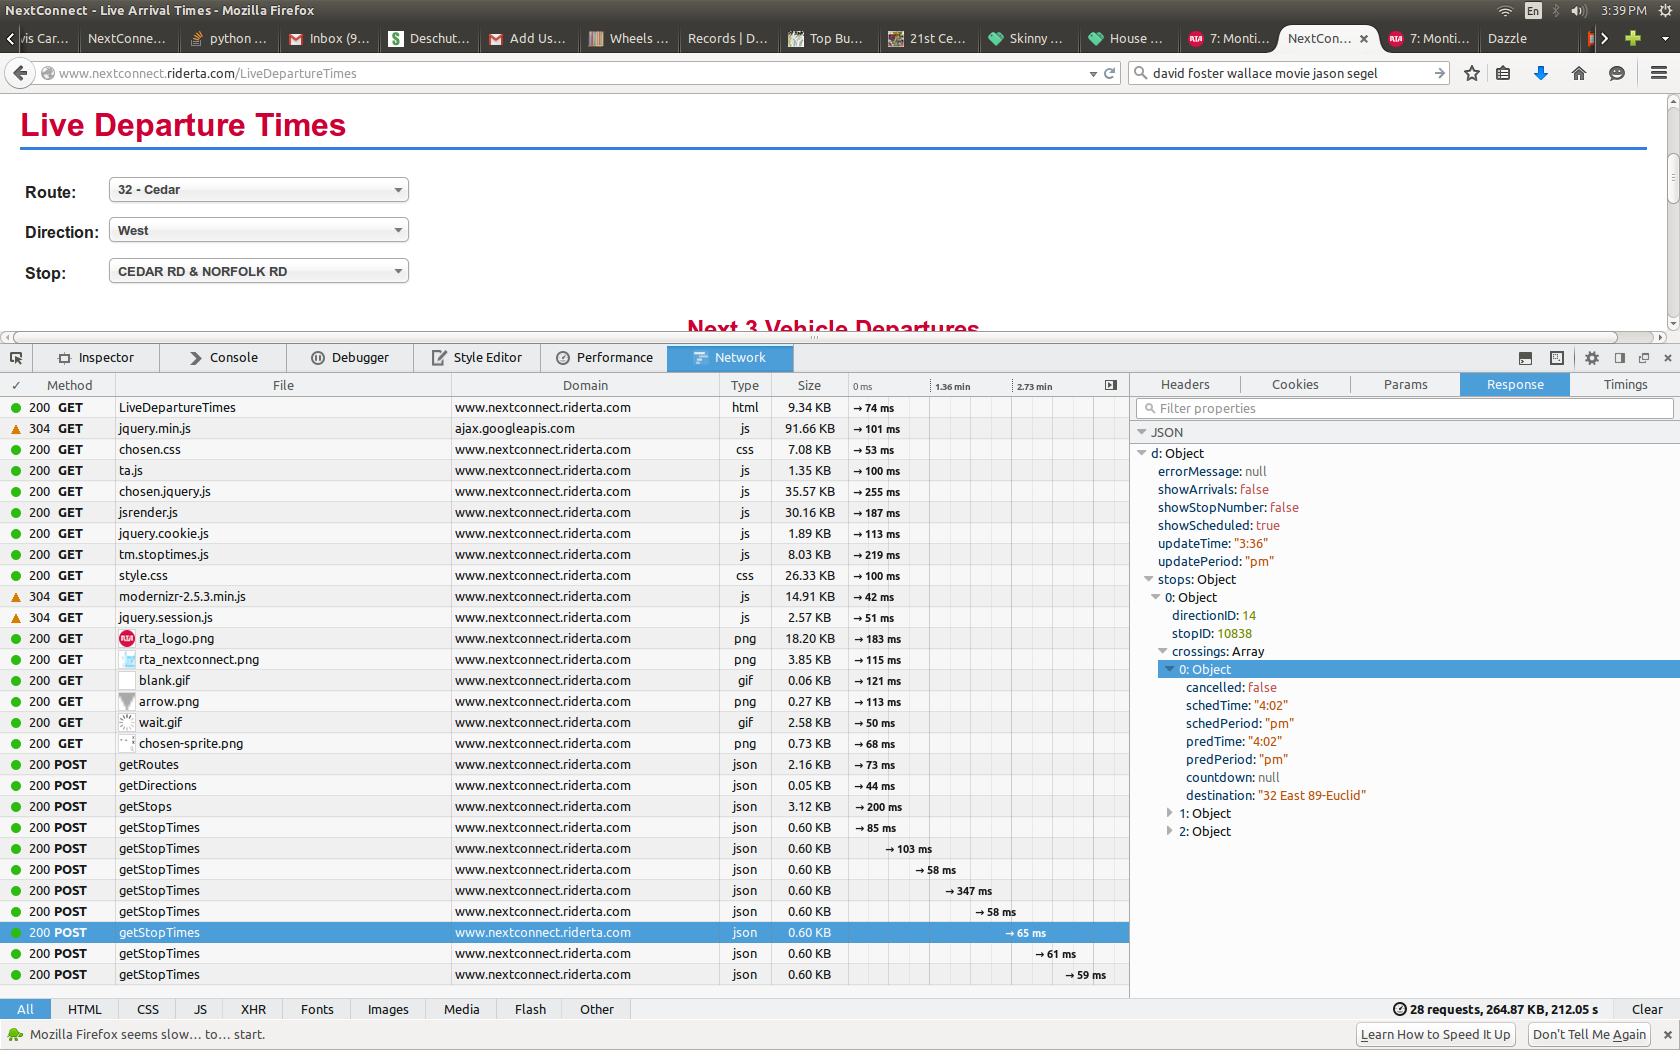 NextConnect - Live Arrival Times - Mozilla Firefox
En 3:39 PM
vis Car... NextConne... python ... Inbox (9... Deschut... Add Us... Wheels ... Records | D... Top Bu... 21st Ce... Skinny ... House ... 7: Monti... NextCon... 7: Monti... Dazzle
www.nextconnect.riderta.com/LiveDepartureTimes david foster wallace movie jason segel
Live Departure Times
Route: 32 - Cedar
Direction: West
Stop: CEDAR RD & NORFOLK RD
Next 3 Vehicle Departures
Inspector Console Debugger Style Editor Performance Network
✓ Method File Domain Type Size 0 ms 1.36 min 2.73 min Headers Cookies Params Response Timings
200 GET LiveDepartureTimes www.nextconnect.riderta.com html 9.34 KB → 74 ms
304 GET jquery.min.js ajax.googleapis.com js 91.66 KB → 101 ms
200 GET chosen.css www.nextconnect.riderta.com css 7.08 KB → 53 ms
200 GET ta.js www.nextconnect.riderta.com js 1.35 KB → 100 ms
200 GET chosen.jquery.js www.nextconnect.riderta.com js 35.57 KB → 255 ms
200 GET jsrender.js www.nextconnect.riderta.com js 30.16 KB → 187 ms
200 GET jquery.cookie.js www.nextconnect.riderta.com js 1.89 KB → 113 ms
200 GET tm.stoptimes.js www.nextconnect.riderta.com js 8.03 KB → 219 ms
200 GET style.css www.nextconnect.riderta.com css 26.33 KB → 100 ms
304 GET modernizr-2.5.3.min.js www.nextconnect.riderta.com js 14.91 KB → 42 ms
304 GET jquery.session.js www.nextconnect.riderta.com js 2.57 KB → 51 ms
200 GET rta_logo.png www.nextconnect.riderta.com png 18.20 KB → 183 ms
200 GET rta_nextconnect.png www.nextconnect.riderta.com png 3.85 KB → 115 ms
200 GET blank.gif www.nextconnect.riderta.com gif 0.06 KB → 121 ms
200 GET arrow.png www.nextconnect.riderta.com png 0.27 KB → 113 ms
200 GET wait.gif www.nextconnect.riderta.com gif 2.58 KB → 50 ms
200 GET chosen-sprite.png www.nextconnect.riderta.com png 0.73 KB → 68 ms
200 POST getRoutes www.nextconnect.riderta.com json 2.16 KB → 73 ms
200 POST getDirections www.nextconnect.riderta.com json 0.05 KB → 44 ms
200 POST getStops www.nextconnect.riderta.com json 3.12 KB → 200 ms
200 POST getStopTimes www.nextconnect.riderta.com json 0.60 KB → 85 ms
200 POST getStopTimes www.nextconnect.riderta.com json 0.60 KB → 103 ms
200 POST getStopTimes www.nextconnect.riderta.com json 0.60 KB → 58 ms
200 POST getStopTimes www.nextconnect.riderta.com json 0.60 KB → 347 ms
200 POST getStopTimes www.nextconnect.riderta.com json 0.60 KB → 58 ms
200 POST getStopTimes www.nextconnect.riderta.com json 0.60 KB → 65 ms
200 POST getStopTimes www.nextconnect.riderta.com json 0.60 KB → 61 ms
200 POST getStopTimes www.nextconnect.riderta.com json 0.60 KB → 59 ms
Filter properties
JSON
d: Object
errorMessage: null
showArrivals: false
showStopNumber: false
showScheduled: true
updateTime: "3:36"
updatePeriod: "pm"
stops: Object
0: Object
directionID: 14
stopID: 10838
crossings: Array
0: Object
cancelled: false
schedTime: "4:02"
schedPeriod: "pm"
predTime: "4:02"
predPeriod: "pm"
countdown: null
destination: "32 East 89-Euclid"
1: Object
2: Object
All HTML CSS JS XHR Fonts Images Media Flash Other 28 requests, 264.87 KB, 212.05 s Clear
Mozilla Firefox seems slow... to... start. Learn How to Speed It Up Don't Tell Me Again